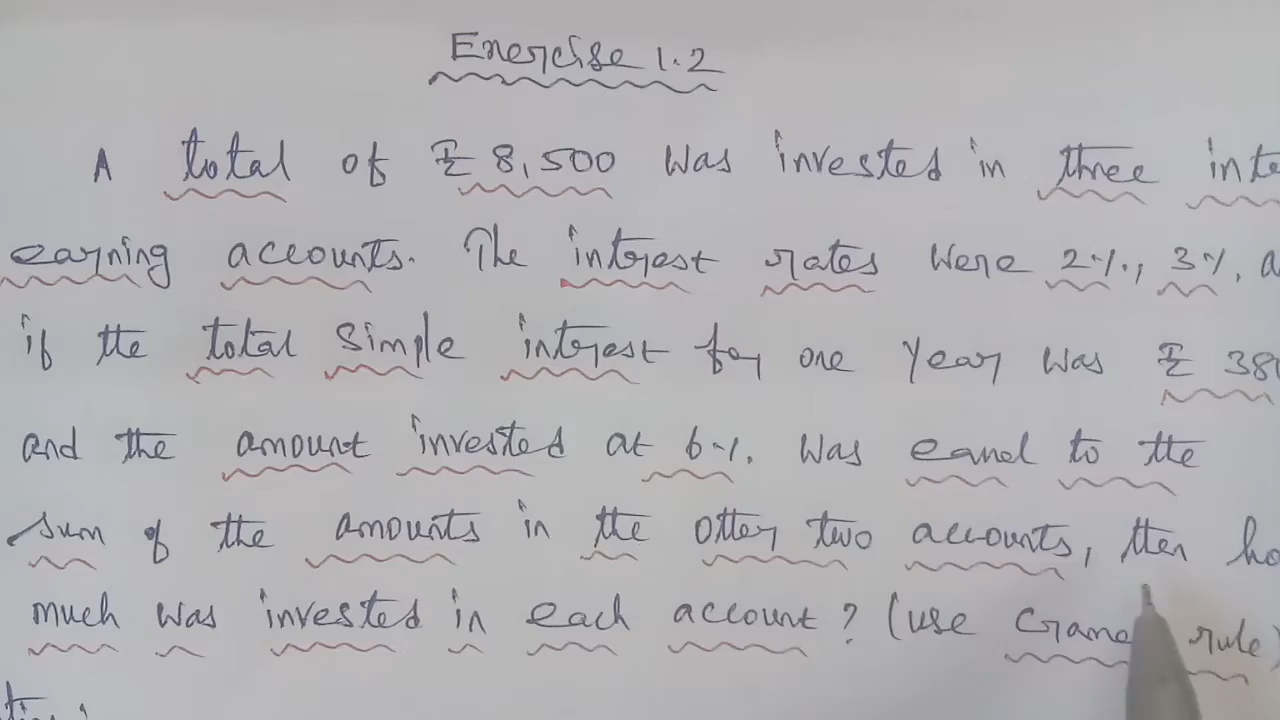 Exercise 1.2
A total of ₹ 8,500 was invested in three inte
earning accounts. The interest rates were 2%, 3%, a
if the total simple interest for one year was ₹ 38
and the amount invested at 6%. was equal to the
sum of the amounts in the other two accounts, then ho
much was invested in each account? (use rule)